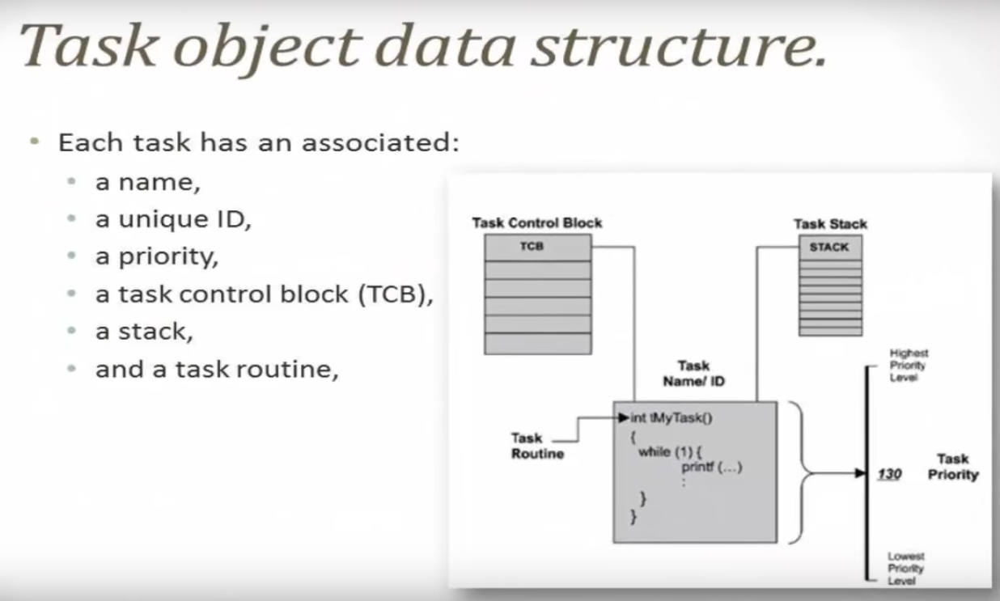 Task object data structure.
• Each task has an associated:
• a name,
• a unique ID,
• a priority,
• a task control block (TCB),
• a stack,
• and a task routine,
Task Control Block
TCB
Task Stack
STACK
Task
Name/ ID
Task
Routine
int tMyTask()
{
while (1) {
printf (...)
:
}
}
Highest
Priority
Level
130
Task
Priority
Lowest
Priority
Level